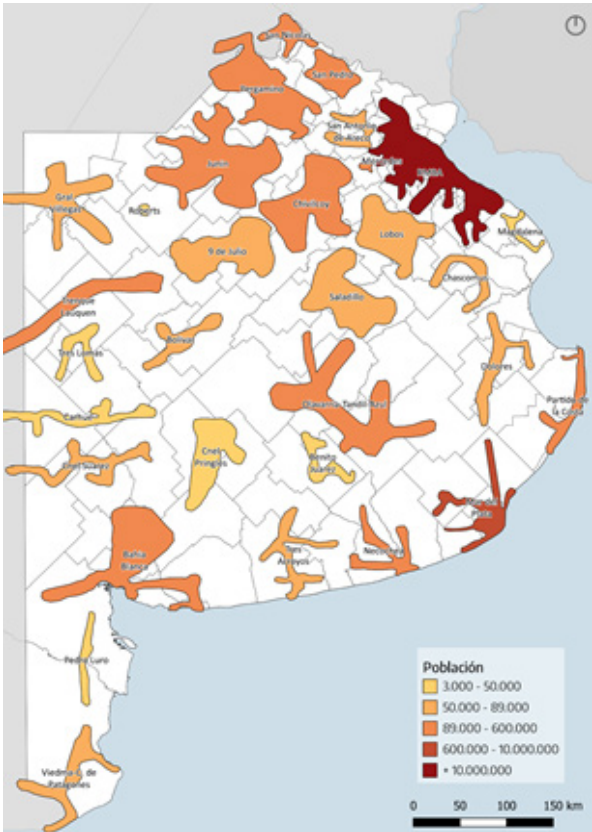 San Nicolás
San Pedro
Pergamino
San Antonio
de Areco
Mercedes
RMBA
Junín
Chivilcoy
Gral
Villegas
Roberts
Lobos
Magdalena
9 de Julio
Chascomús
Saladillo
Trenque
Lauquen
Bolívar
Tres Lomas
Dolores
Partido de
la Costa
Olavarría-Tandil-Azul
Carhué
Cnel Suárez
Cnel
Pringles
Benito
Juárez
Mar del
Plata
Bahía
Blanca
Tres
Arroyos
Necochea
Pedro Luro
Viedma-C. de
Patagones
Población
3.000 - 50.000
50.000 - 89.000
89.000 - 600.000
600.000 - 10.000.000
+ 10.000.000
0 50 100 150 km